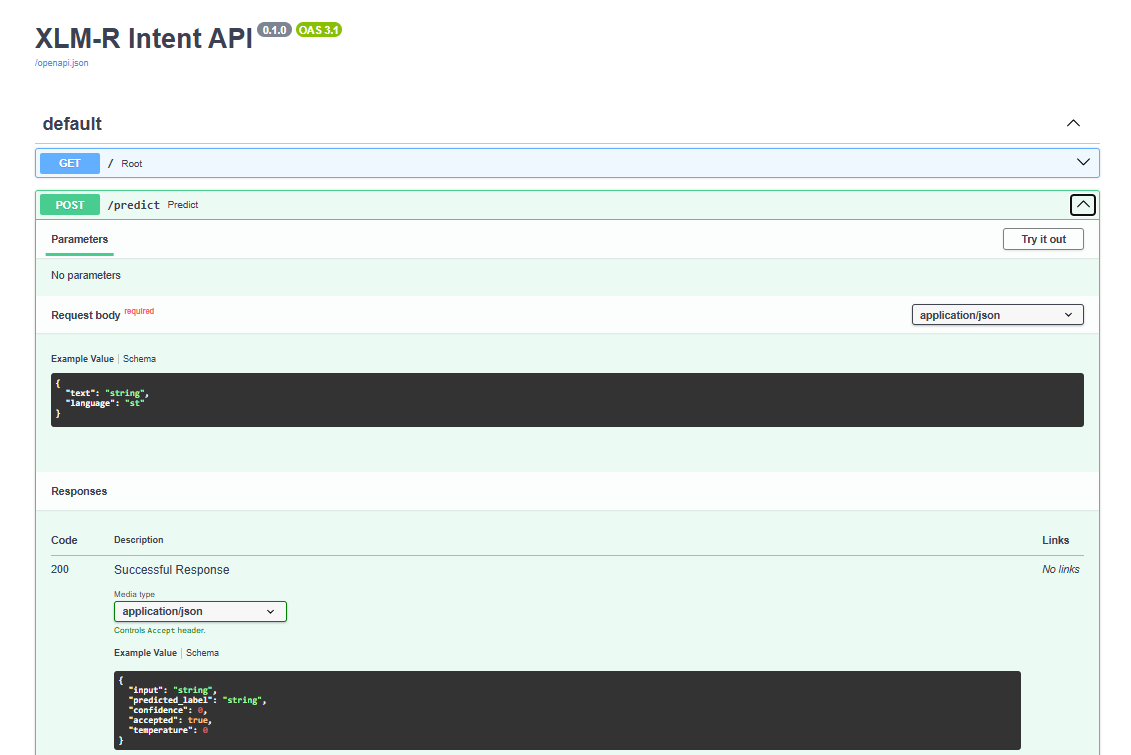 XLM-R Intent API 0.1.0 OAS 3.1
/openapi.json
default
GET / Root
POST /predict Predict
Parameters
Try it out
No parameters
Request body required
application/json
Example Value | Schema
{
"text": "string",
"language": "st"
}
Responses
Code Description Links
200 Successful Response No links
Media type
application/json
Controls Accept header.
Example Value | Schema
{
"input": "string",
"predicted_label": "string",
"confidence": 0,
"accepted": true,
"temperature": 0
}